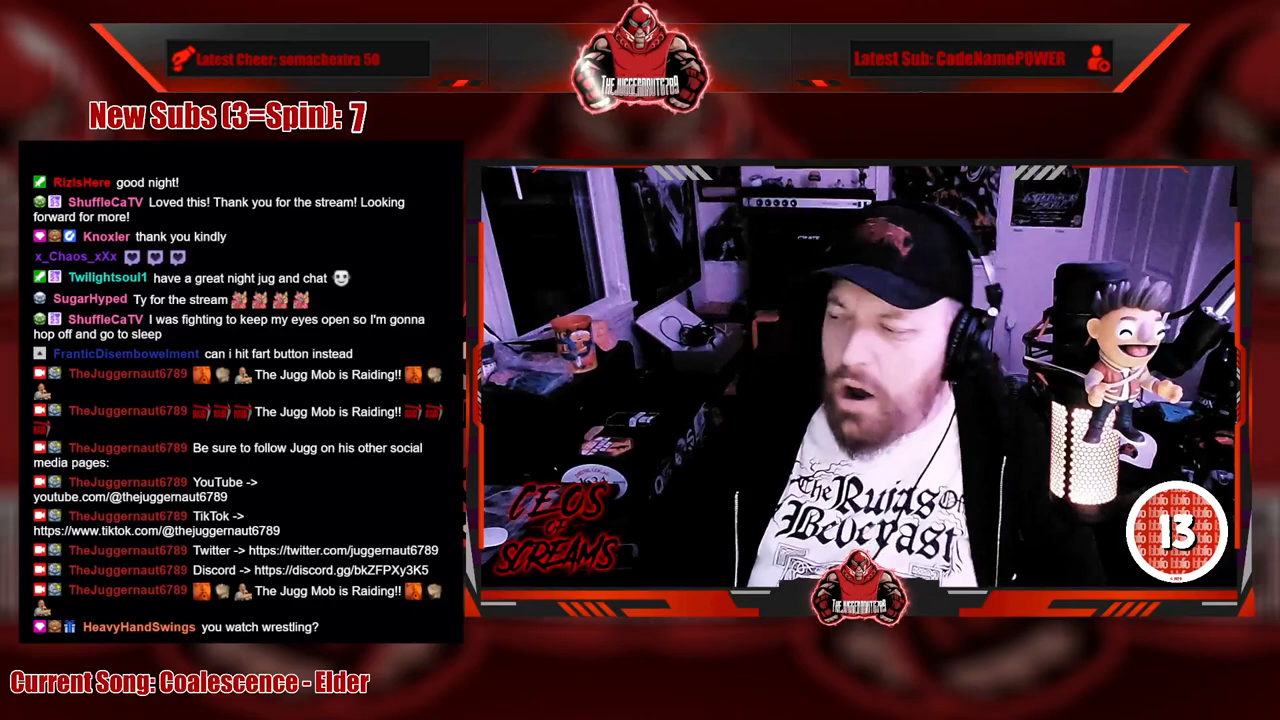 Latest Cheer: somachextra 50
THEJUGGERNAUT6789
Latest Sub: CodeNamePOWER
New Subs (3=Spin): 7
RizIsHere good night!
ShuffleCaTV Loved this! Thank you for the stream! Looking
forward for more!
Knoxler thank you kindly
x_Chaos_xXx
Twilightsoul1 have a great night jug and chat
SugarHyped Ty for the stream
ShuffleCaTV I was fighting to keep my eyes open so I'm gonna
hop off and go to sleep
FranticDisembowelment can i hit fart button instead
TheJuggernaut6789 The Jugg Mob is Raiding!!
TheJuggernaut6789 The Jugg Mob is Raiding!!
TheJuggernaut6789 Be sure to follow Jugg on his other social
media pages:
TheJuggernaut6789 YouTube ->
youtube.com/@thejuggernaut6789
TheJuggernaut6789 TikTok ->
https://www.tiktok.com/@thejuggernaut6789
TheJuggernaut6789 Twitter -> https://twitter.com/juggernaut6789
TheJuggernaut6789 Discord -> https://discord.gg/bkZFPXy3K5
TheJuggernaut6789 The Jugg Mob is Raiding!!
HeavyHandSwings you watch wrestling?
The Ruins Of
Beverast
CEOS
OF
SCREAMS
13
THEJUGGERNAUT6789
Current Song: Coalescence - Elder